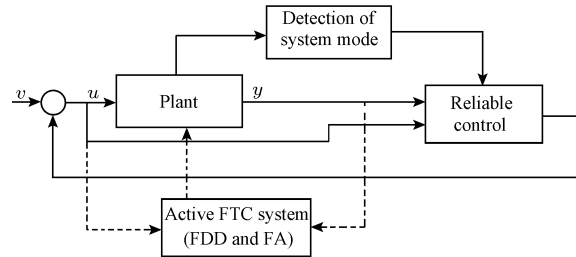 Detection of
system mode
v
u
Plant
y
Reliable
control
Active FTC system
(FDD and FA)